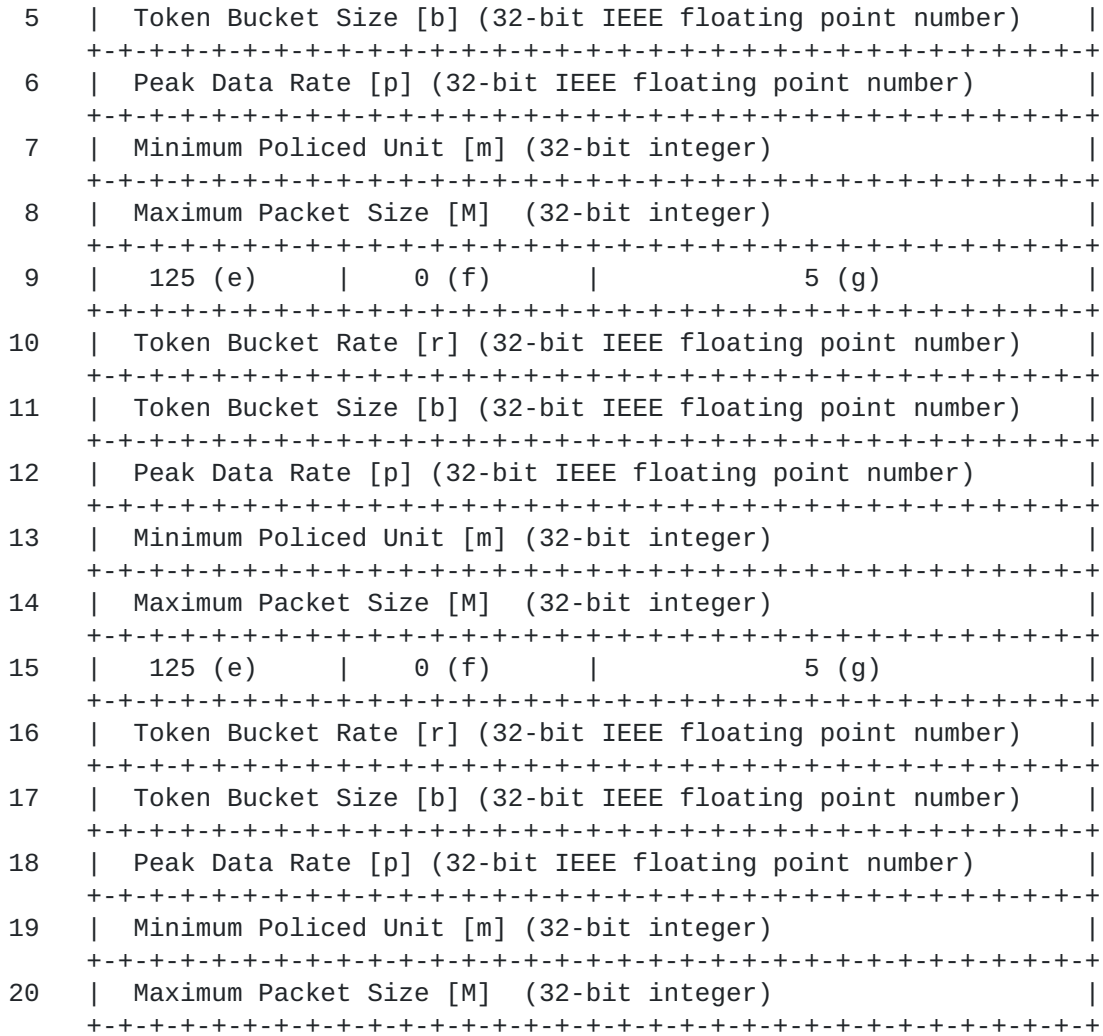 5   |  Token Bucket Size [b] (32-bit IEEE floating point number)    |
     +-+-+-+-+-+-+-+-+-+-+-+-+-+-+-+-+-+-+-+-+-+-+-+-+-+-+-+-+-+-+-+-+
 6   |  Peak Data Rate [p] (32-bit IEEE floating point number)       |
     +-+-+-+-+-+-+-+-+-+-+-+-+-+-+-+-+-+-+-+-+-+-+-+-+-+-+-+-+-+-+-+-+
 7   |  Minimum Policed Unit [m] (32-bit integer)                    |
     +-+-+-+-+-+-+-+-+-+-+-+-+-+-+-+-+-+-+-+-+-+-+-+-+-+-+-+-+-+-+-+-+
 8   |  Maximum Packet Size [M]  (32-bit integer)                    |
     +-+-+-+-+-+-+-+-+-+-+-+-+-+-+-+-+-+-+-+-+-+-+-+-+-+-+-+-+-+-+-+-+
 9   |   125 (e)     |    0 (f)      |             5 (g)             |
     +-+-+-+-+-+-+-+-+-+-+-+-+-+-+-+-+-+-+-+-+-+-+-+-+-+-+-+-+-+-+-+-+
10   |  Token Bucket Rate [r] (32-bit IEEE floating point number)    |
     +-+-+-+-+-+-+-+-+-+-+-+-+-+-+-+-+-+-+-+-+-+-+-+-+-+-+-+-+-+-+-+-+
11   |  Token Bucket Size [b] (32-bit IEEE floating point number)    |
     +-+-+-+-+-+-+-+-+-+-+-+-+-+-+-+-+-+-+-+-+-+-+-+-+-+-+-+-+-+-+-+-+
12   |  Peak Data Rate [p] (32-bit IEEE floating point number)       |
     +-+-+-+-+-+-+-+-+-+-+-+-+-+-+-+-+-+-+-+-+-+-+-+-+-+-+-+-+-+-+-+-+
13   |  Minimum Policed Unit [m] (32-bit integer)                    |
     +-+-+-+-+-+-+-+-+-+-+-+-+-+-+-+-+-+-+-+-+-+-+-+-+-+-+-+-+-+-+-+-+
14   |  Maximum Packet Size [M]  (32-bit integer)                    |
     +-+-+-+-+-+-+-+-+-+-+-+-+-+-+-+-+-+-+-+-+-+-+-+-+-+-+-+-+-+-+-+-+
15   |   125 (e)     |    0 (f)      |             5 (g)             |
     +-+-+-+-+-+-+-+-+-+-+-+-+-+-+-+-+-+-+-+-+-+-+-+-+-+-+-+-+-+-+-+-+
16   |  Token Bucket Rate [r] (32-bit IEEE floating point number)    |
     +-+-+-+-+-+-+-+-+-+-+-+-+-+-+-+-+-+-+-+-+-+-+-+-+-+-+-+-+-+-+-+-+
17   |  Token Bucket Size [b] (32-bit IEEE floating point number)    |
     +-+-+-+-+-+-+-+-+-+-+-+-+-+-+-+-+-+-+-+-+-+-+-+-+-+-+-+-+-+-+-+-+
18   |  Peak Data Rate [p] (32-bit IEEE floating point number)       |
     +-+-+-+-+-+-+-+-+-+-+-+-+-+-+-+-+-+-+-+-+-+-+-+-+-+-+-+-+-+-+-+-+
19   |  Minimum Policed Unit [m] (32-bit integer)                    |
     +-+-+-+-+-+-+-+-+-+-+-+-+-+-+-+-+-+-+-+-+-+-+-+-+-+-+-+-+-+-+-+-+
20   |  Maximum Packet Size [M]  (32-bit integer)                    |
     +-+-+-+-+-+-+-+-+-+-+-+-+-+-+-+-+-+-+-+-+-+-+-+-+-+-+-+-+-+-+-+-+